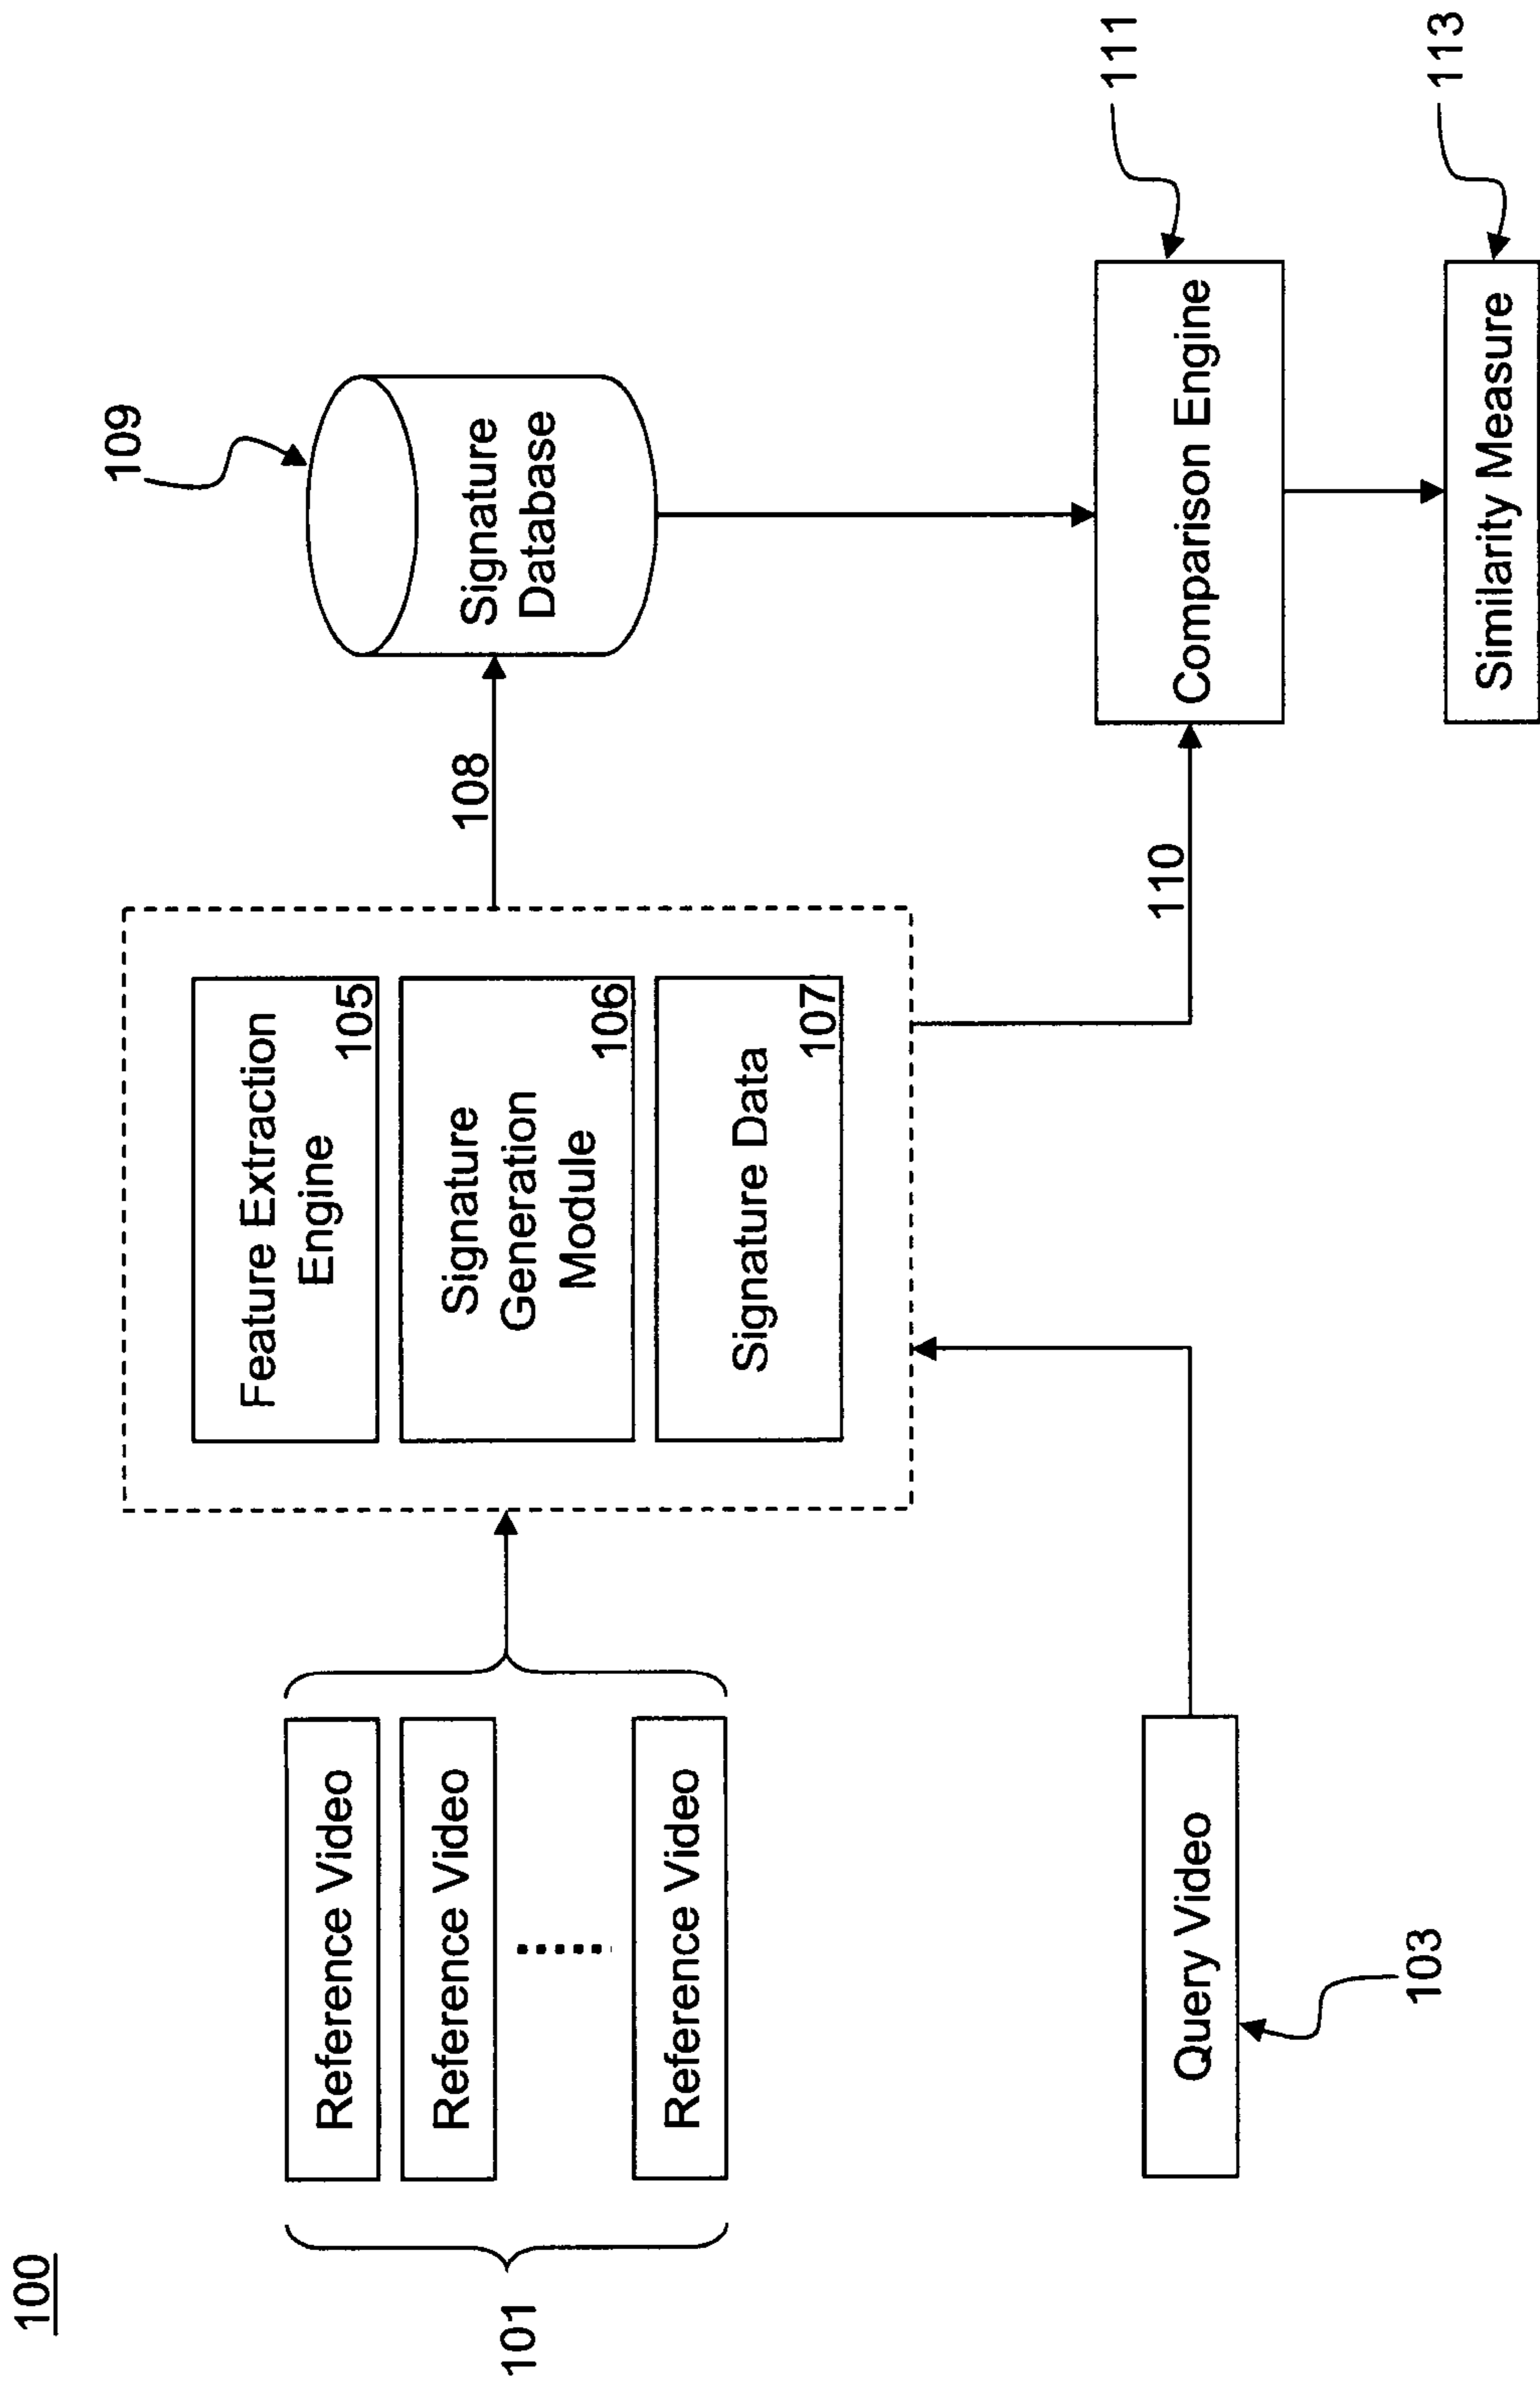 100
101
Reference Video
Reference Video
Reference Video
Query Video
103
Feature Extraction
Engine
105
Signature
Generation
Module
106
Signature Data
107
108
110
109
Signature
Database
Comparison Engine
111
Similarity Measure
113